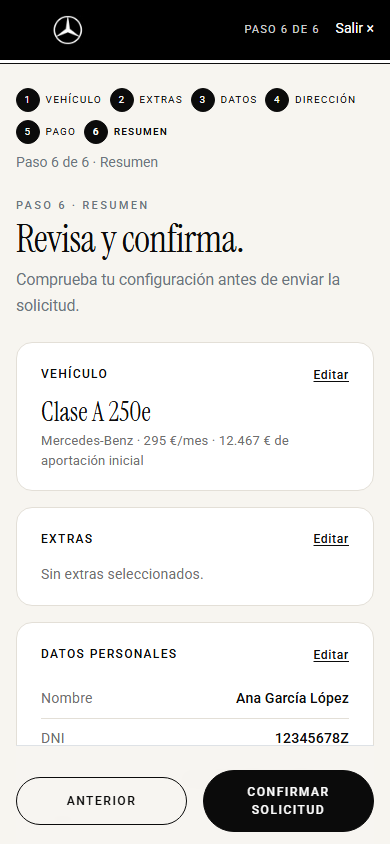 PASO 6 DE 6 Salir ×
1 VEHÍCULO 2 EXTRAS 3 DATOS 4 DIRECCIÓN
5 PAGO 6 RESUMEN
Paso 6 de 6 · Resumen
PASO 6 · RESUMEN
Revisa y confirma.
Comprueba tu configuración antes de enviar la
solicitud.
VEHÍCULO Editar
Clase A 250e
Mercedes-Benz · 295 €/mes · 12.467 € de
aportación inicial
EXTRAS Editar
Sin extras seleccionados.
DATOS PERSONALES Editar
Nombre Ana García López
DNI 12345678Z
ANTERIOR
CONFIRMAR
SOLICITUD